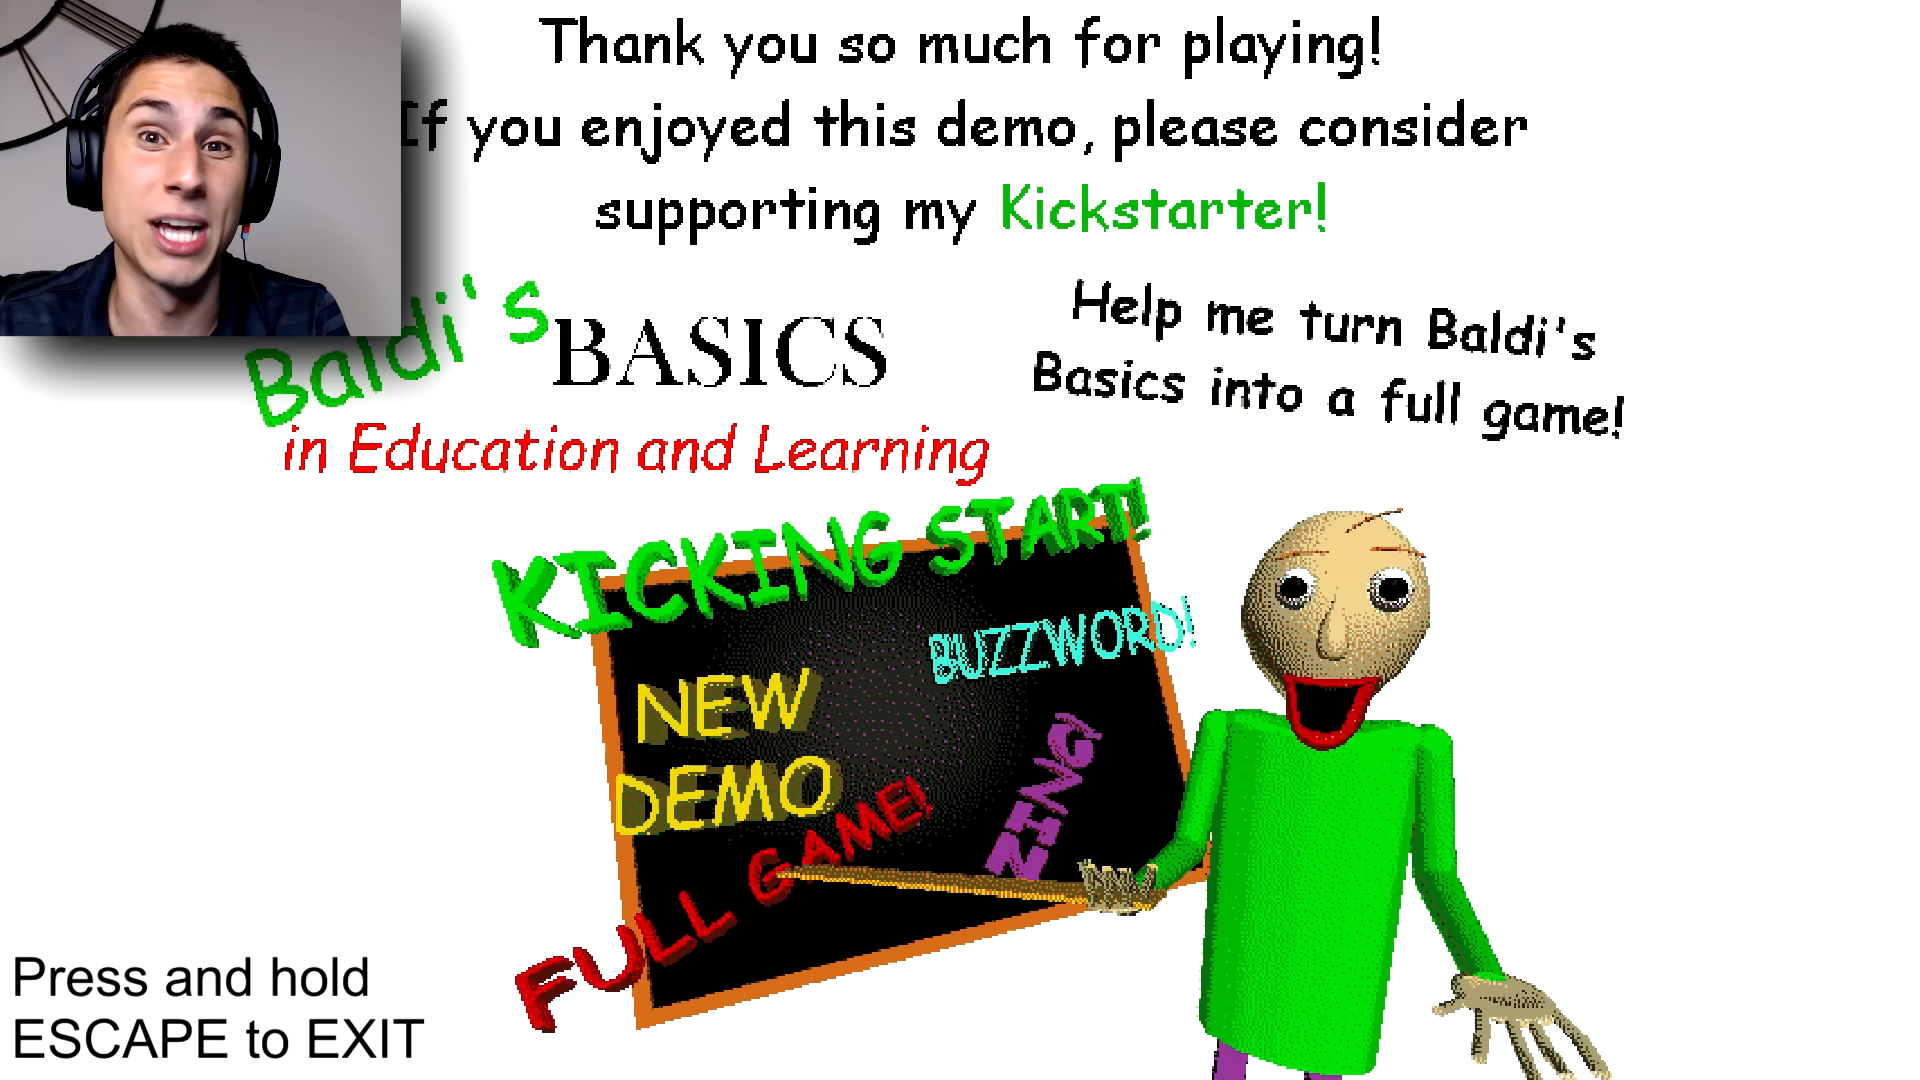 Thank you so much for playing!
If you enjoyed this demo, please consider
supporting my Kickstarter!
Baldi's BASICS
in Education and Learning
Help me turn Baldi's
Basics into a full game!
KICKING START!
BUZZWORD!
NEW
DEMO
ZING
FULL GAME!
Press and hold
ESCAPE to EXIT